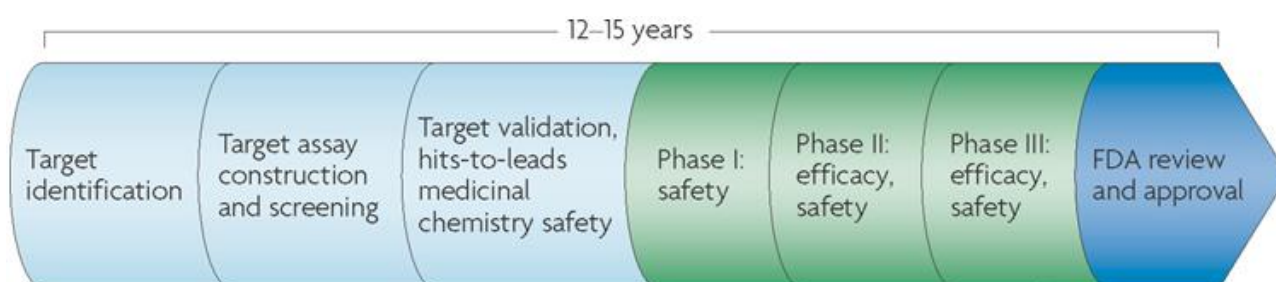 12–15 years
Target
identification
Target assay
construction
and screening
Target validation,
hits-to-leads
medicinal
chemistry safety
Phase I:
safety
Phase II:
efficacy,
safety
Phase III:
efficacy,
safety
FDA review
and approval